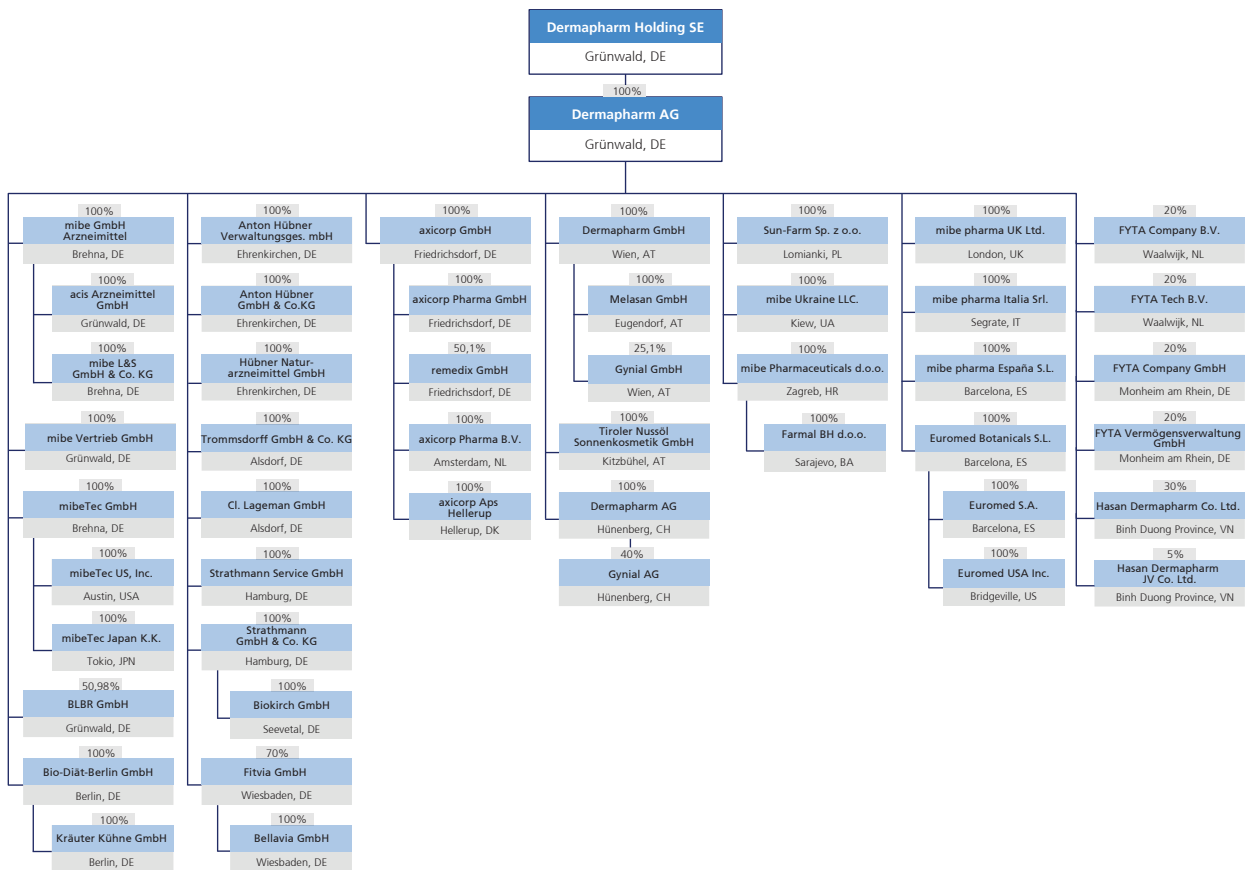 Dermapharm Holding SE
Grünwald, DE
100%
Dermapharm AG
Grünwald, DE
100%
mibe GmbH
Arzneimittel
Brehna, DE
100%
acis Arzneimittel
GmbH
Grünwald, DE
100%
mibe L&S
GmbH & Co. KG
Brehna, DE
100%
mibe Vertrieb GmbH
Grünwald, DE
100%
mibeTec GmbH
Brehna, DE
100%
mibeTec US, Inc.
Austin, USA
100%
mibeTec Japan K.K.
Tokio, JPN
50,98%
BLBR GmbH
Grünwald, DE
100%
Bio-Diät-Berlin GmbH
Berlin, DE
100%
Kräuter Kühne GmbH
Berlin, DE
100%
Anton Hübner
Verwaltungsges. mbH
Ehrenkirchen, DE
100%
Anton Hübner
GmbH & Co.KG
Ehrenkirchen, DE
100%
Hübner Natur-
arzneimittel GmbH
Ehrenkirchen, DE
100%
Trommsdorff GmbH & Co. KG
Alsdorf, DE
100%
Cl. Lageman GmbH
Alsdorf, DE
100%
Strathmann Service GmbH
Hamburg, DE
100%
Strathmann
GmbH & Co. KG
Hamburg, DE
100%
Biokirch GmbH
Seevetal, DE
70%
Fitvia GmbH
Wiesbaden, DE
100%
Bellavia GmbH
Wiesbaden, DE
100%
axicorp GmbH
Friedrichsdorf, DE
100%
axicorp Pharma GmbH
Friedrichsdorf, DE
50,1%
remedix GmbH
Friedrichsdorf, DE
100%
axicorp Pharma B.V.
Amsterdam, NL
100%
axicorp Aps
Hellerup
Hellerup, DK
100%
Dermapharm GmbH
Wien, AT
100%
Melasan GmbH
Eugendorf, AT
25,1%
Gynial GmbH
Wien, AT
100%
Tiroler Nussöl
Sonnenkosmetik GmbH
Kitzbühel, AT
100%
Dermapharm AG
Hünenberg, CH
40%
Gynial AG
Hünenberg, CH
100%
Sun-Farm Sp. z o.o.
Lomianki, PL
100%
mibe Ukraine LLC.
Kiew, UA
100%
mibe Pharmaceuticals d.o.o.
Zagreb, HR
100%
Farmal BH d.o.o.
Sarajevo, BA
100%
mibe pharma UK Ltd.
London, UK
100%
mibe pharma Italia Srl.
Segrate, IT
100%
mibe pharma España S.L.
Barcelona, ES
100%
Euromed Botanicals S.L.
Barcelona, ES
100%
Euromed S.A.
Barcelona, ES
100%
Euromed USA Inc.
Bridgeville, US
20%
FYTA Company B.V.
Waalwijk, NL
20%
FYTA Tech B.V.
Waalwijk, NL
20%
FYTA Company GmbH
Monheim am Rhein, DE
20%
FYTA Vermögensverwaltung
GmbH
Monheim am Rhein, DE
30%
Hasan Dermapharm Co. Ltd.
Binh Duong Province, VN
5%
Hasan Dermapharm
JV Co. Ltd.
Binh Duong Province, VN